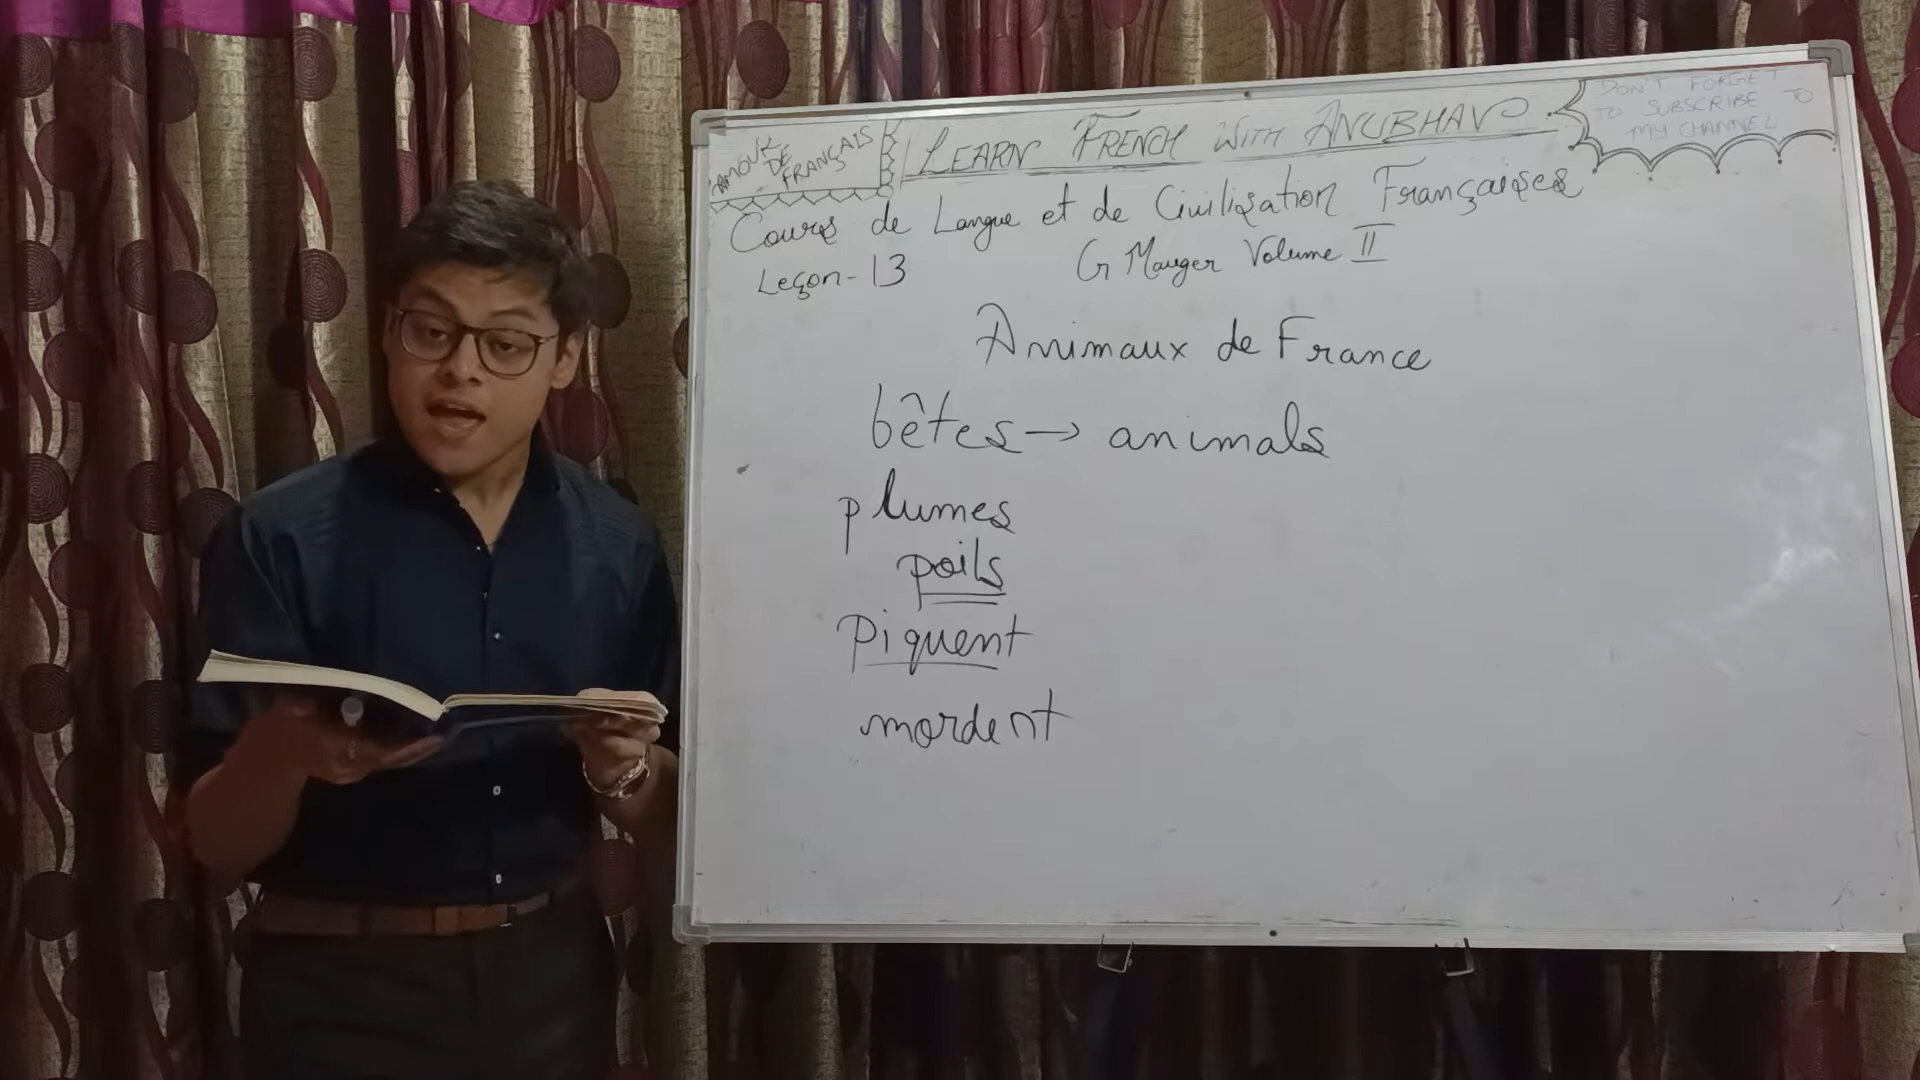 AMOUR
DE
FRANÇAIS
LEARN FRENCH WITH ANUBHAV
DON'T FORGET
TO SUBSCRIBE TO
MY CHANNEL
Cours de Langue et de Civilisation Françaises
Leçon-13
G Mauger Volume II
Animaux de France
bêtes → animals
plumes
poils
Piquent
mordent